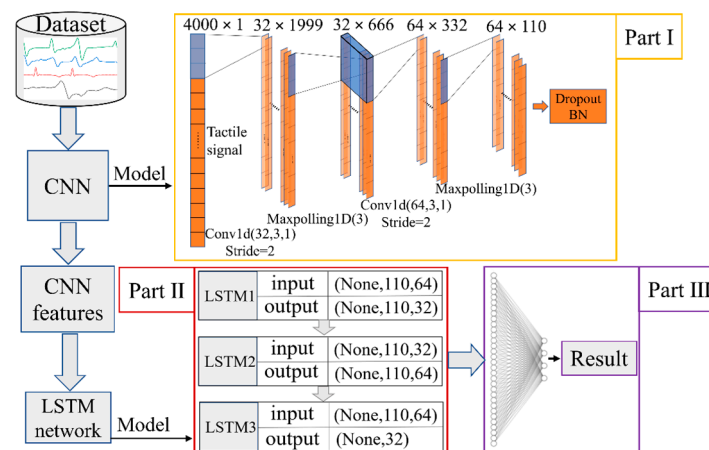 Dataset
4000 × 1
32 × 1999
32 × 666
64 × 332
64 × 110
Part I
Tactile
signal
Dropout
BN
Conv1d(32,3,1)
Stride=2
Maxpolling1D(3)
Conv1d(64,3,1)
Stride=2
Maxpolling1D(3)
CNN
Model
CNN
features
LSTM
network
Model
Part II
LSTM1
input
(None,110,64)
output
(None,110,32)
LSTM2
input
(None,110,32)
output
(None,110,64)
LSTM3
input
(None,110,64)
output
(None,32)
Part III
Result